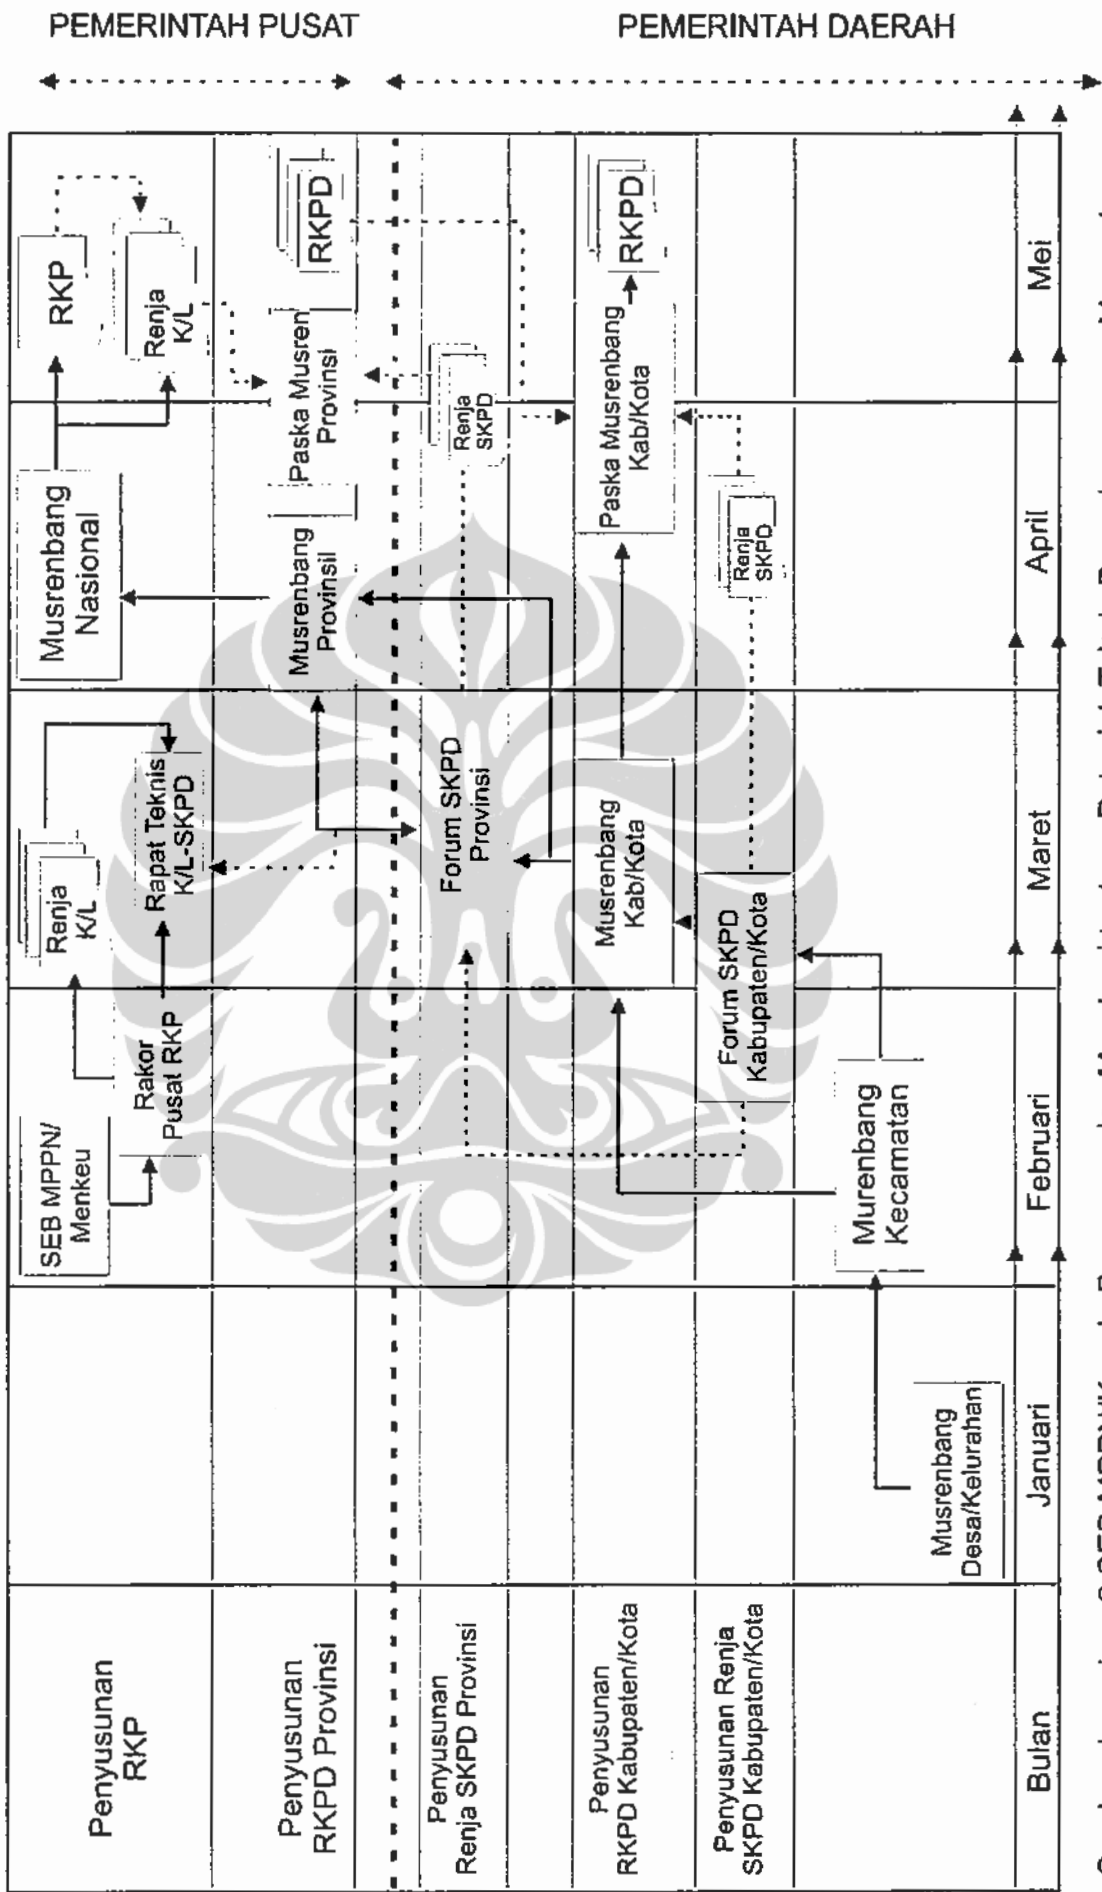 PEMERINTAH PUSAT
PEMERINTAH DAERAH
Penyusunan
RKP
SEB MPPN/
Menkeu
Rakor
Pusat RKP
Renja
K/L
Rapat Teknis
K/L-SKPD
Musrenbang
Nasional
RKP
Renja
K/L
Penyusunan
RKPD Provinsi
Musrenbang
Provinsil
Paska Musren
Provinsi
RKPD
Penyusunan
Renja SKPD Provinsi
Forum SKPD
Provinsi
Renja
SKPD
Penyusunan
RKPD Kabupaten/Kota
Musrenbang
Kab/Kota
Paska Musrenbang
Kab/Kota
RKPD
Penyusunan Renja
SKPD Kabupaten/Kota
Forum SKPD
Kabupaten/Kota
Renja
SKPD
Murenbang
Kecamatan
Musrenbang
Desa/Kelurahan
Bulan
Januari
Februari
Maret
April
Mei